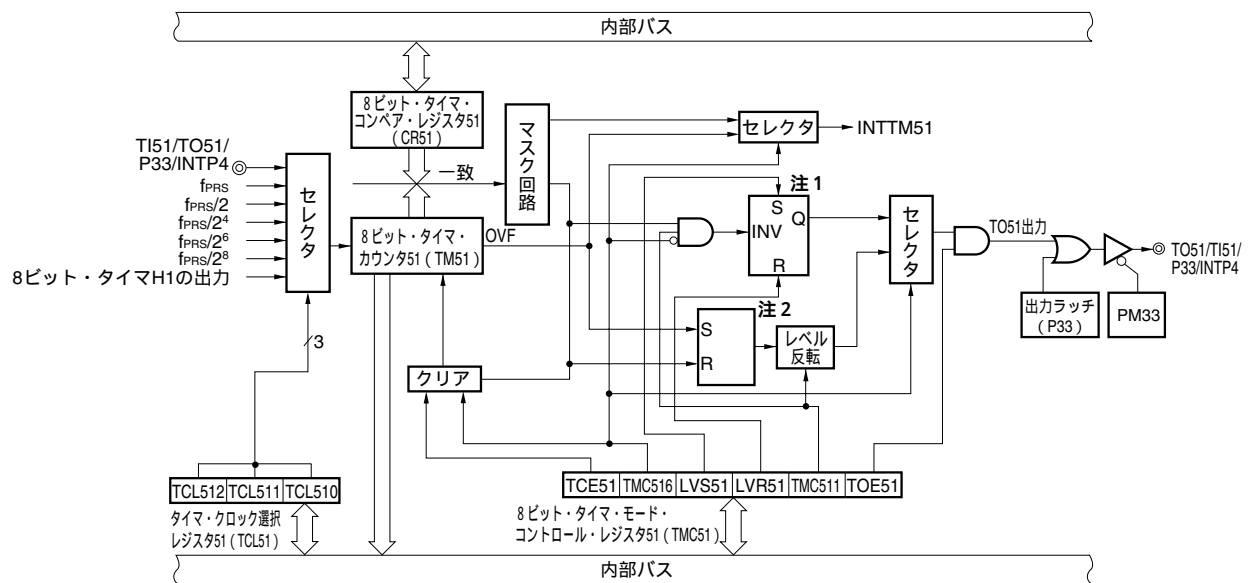 内部バス
8ビット・タイマ・
コンペア・レジスタ51
(CR51)
マスク回路
セレクタ
INTTM51
TI51/TO51/
P33/INTP4
fPRS
fPRS/2
fPRS/2⁴
fPRS/2⁶
fPRS/2⁸
8ビット・タイマH1の出力
セレクタ
一致
8ビット・タイマ・
カウンタ51(TM51)
OVF
注1
S
Q
INV
R
セレクタ
TO51出力
TO51/TI51/
P33/INTP4
出力ラッチ
(P33)
PM33
注2
S
R
レベル
反転
3
クリア
TCL512 TCL511 TCL510
タイマ・クロック選択
レジスタ51(TCL51)
TCE51 TMC516 LVS51 LVR51 TMC511 TOE51
8ビット・タイマ・モード・
コントロール・レジスタ51(TMC51)
内部バス